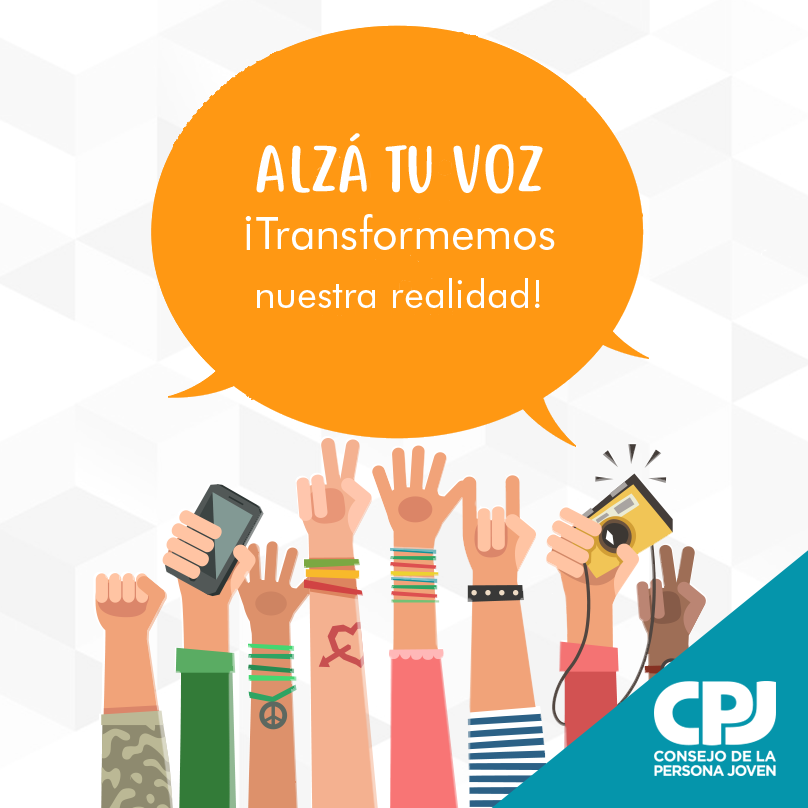 ALZÁ TU VOZ
¡Transformemos
nuestra realidad!
CPJ
CONSEJO DE LA
PERSONA JOVEN